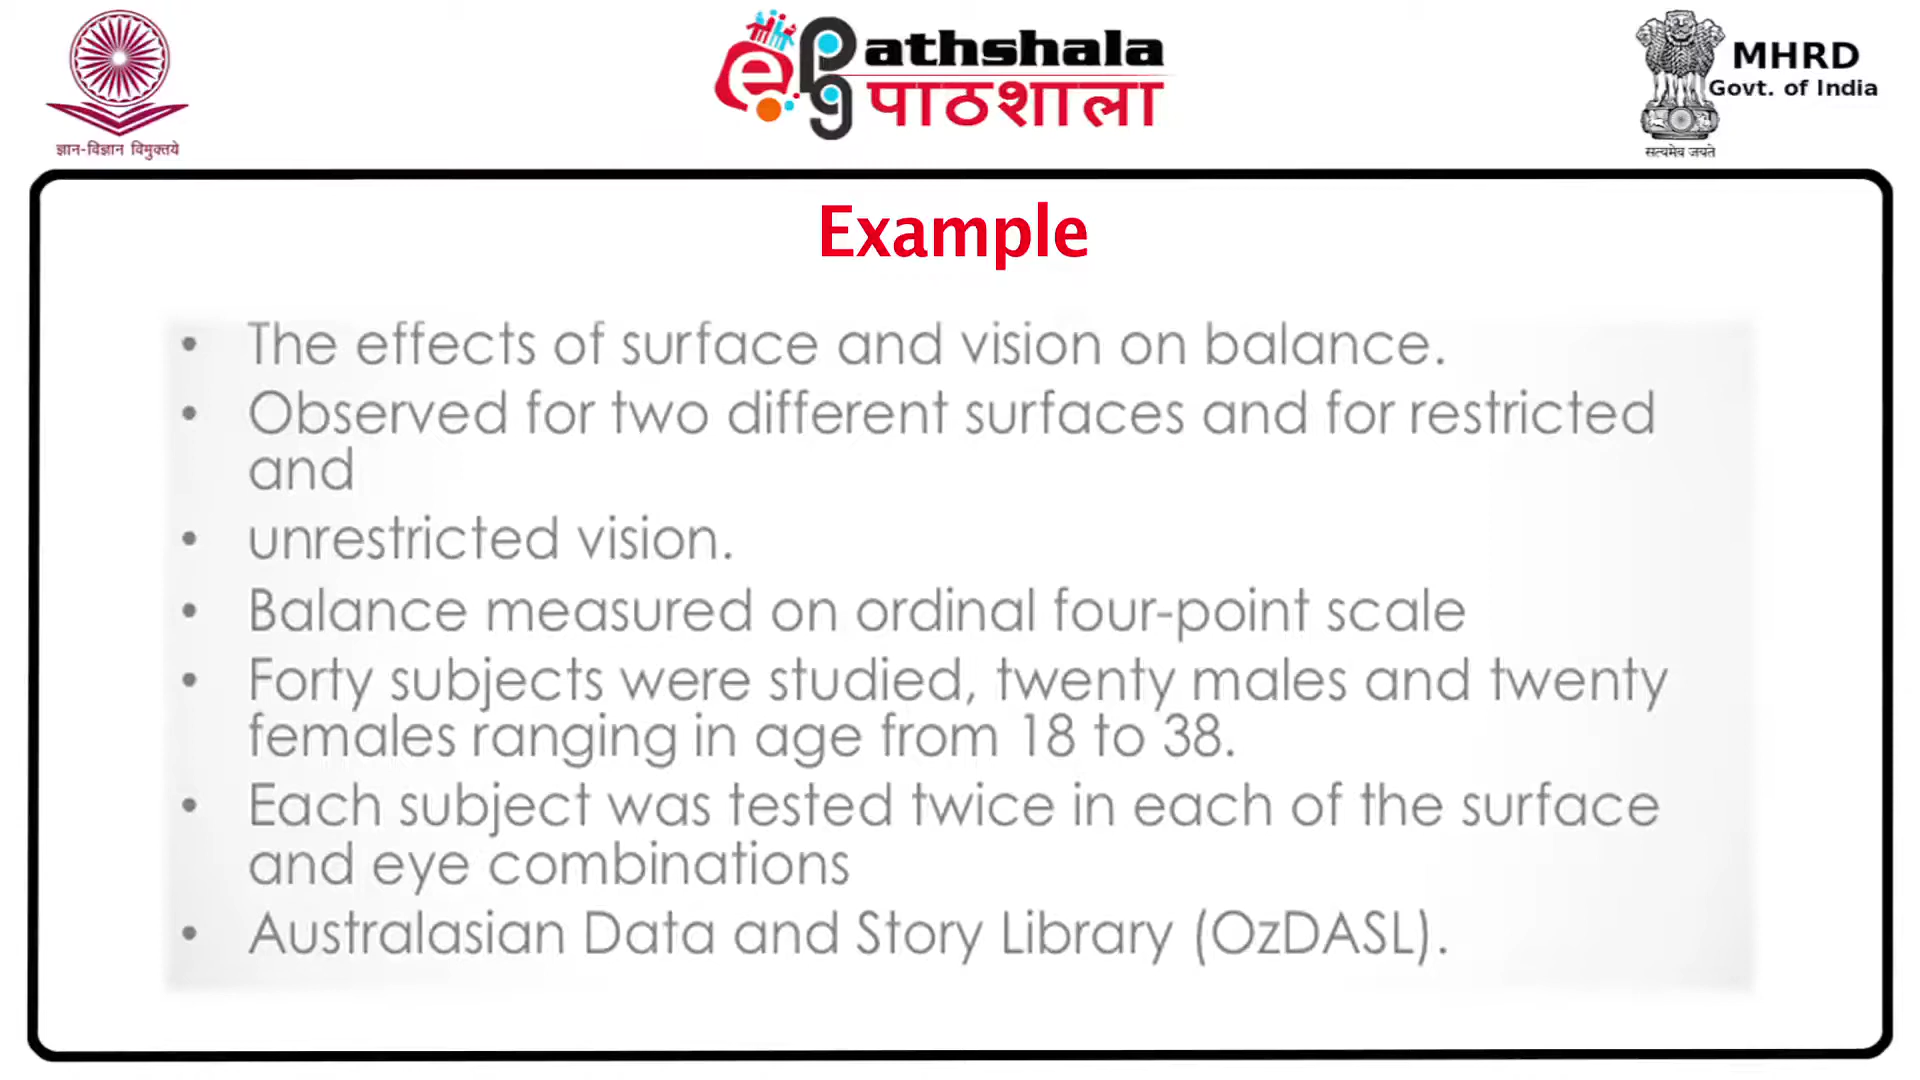 ज्ञान-विज्ञान विमुक्तये
ePG Pathshala
पाठशाला
MHRD
Govt. of India
सत्यमेव जयते
Example
• The effects of surface and vision on balance.
• Observed for two different surfaces and for restricted
and
• unrestricted vision.
• Balance measured on ordinal four-point scale
• Forty subjects were studied, twenty males and twenty
females ranging in age from 18 to 38.
• Each subject was tested twice in each of the surface
and eye combinations
• Australasian Data and Story Library (OzDASL).